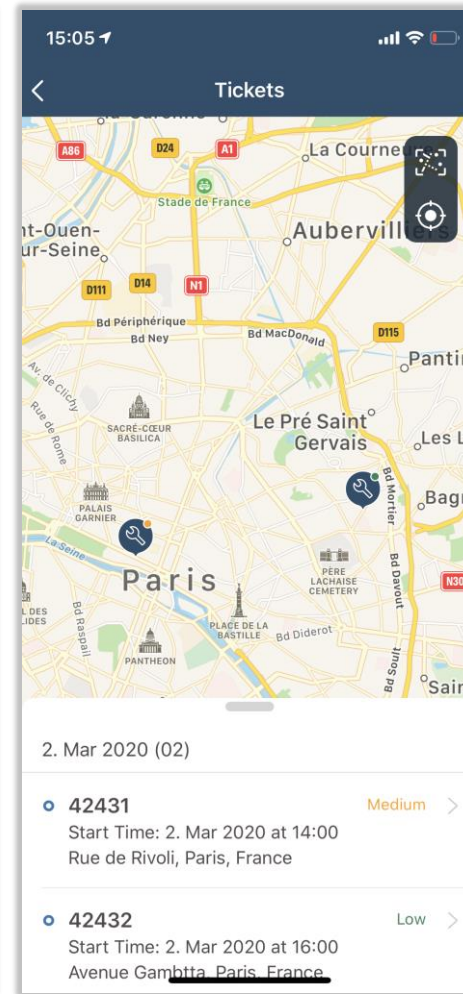 15:05
Tickets
A86
D24
A1
La Courneu
Stade de France
nt-Ouen-
ur-Seine
Aubervilliers
D111
D14
N1
Bd Périphérique
Bd Ney
Bd MacDonald
D115
Pantin
Av. de Clichy
Rue de Rome
SACRÉ-CŒUR
BASILICA
Le Pré Saint
Gervais
Les L
PALAIS
GARNIER
Bd Mortier
Bagn
La Seine
Paris
PÈRE
LACHAISE
CEMETERY
Bd Davout
N30
L DES
LIDES
Bd Raspail
PLACE DE LA
BASTILLE
Bd Diderot
PANTHEON
Bd Soult
Sain
2. Mar 2020 (02)
42431
Medium
Start Time: 2. Mar 2020 at 14:00
Rue de Rivoli, Paris, France
42432
Low
Start Time: 2. Mar 2020 at 16:00
Avenue Gambtta, Paris, France